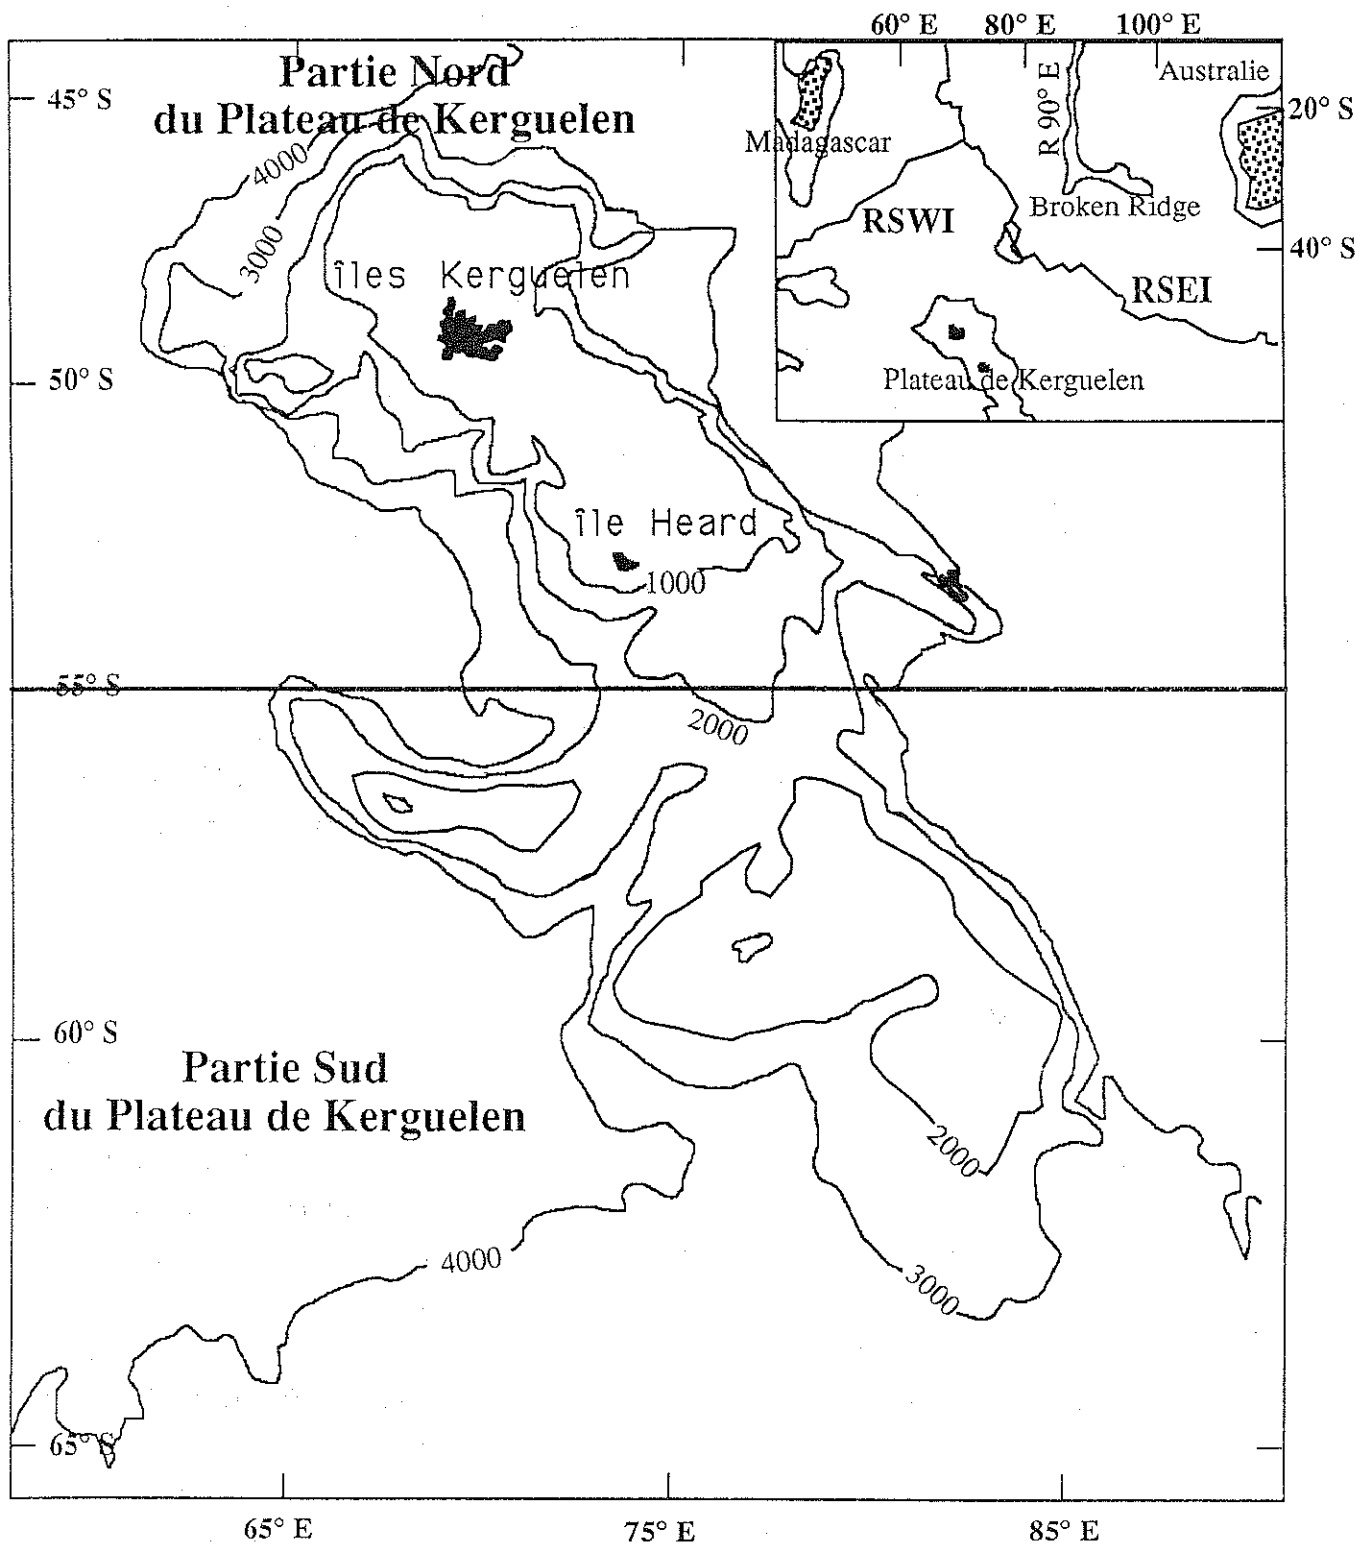 60° E 80° E 100° E
Partie Nord
du Plateau de Kerguelen
45° S
4000
3000
îles Kerguelen
50° S
île Heard
1000
55° S
2000
60° S
Partie Sud
du Plateau de Kerguelen
2000
4000
3000
65° S
65° E 75° E 85° E
Madagascar
R 90° E
Australie
20° S
Broken Ridge
RSWI
40° S
RSEI
Plateau de Kerguelen